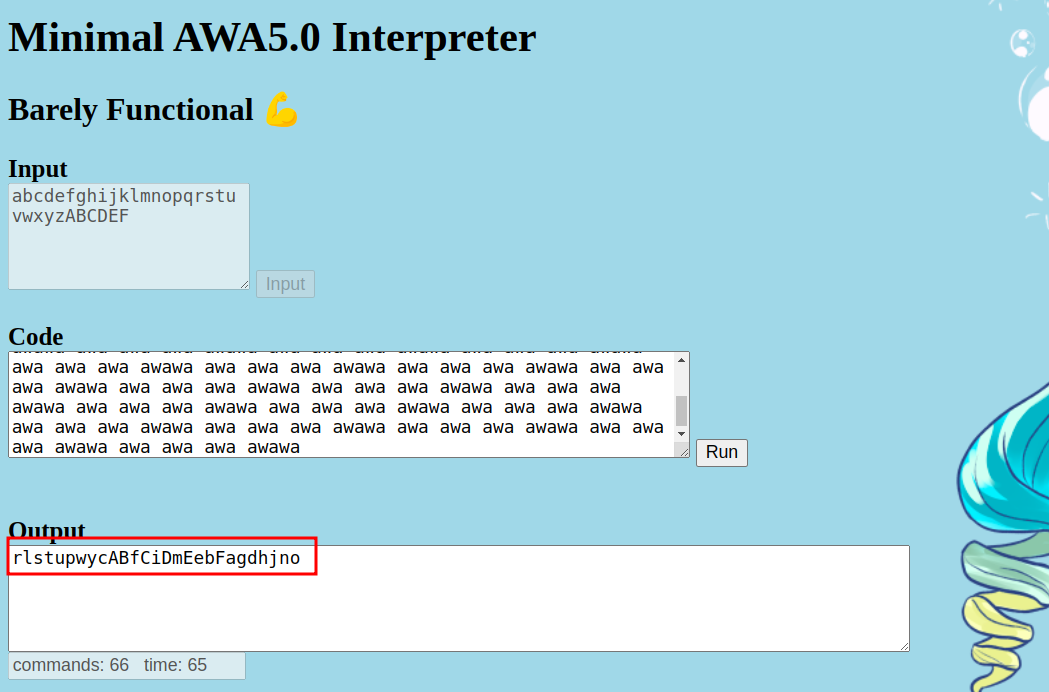 Minimal AWA5.0 Interpreter
Barely Functional 💪
Input
abcdefghijklmnopqrstu
vwxyzABCDEF
Input
Code
awa awa awa awawa awa awa awa awawa awa awa awa awawa awa awa
awa awawa awa awa awa awawa awa awa awa awawa awa awa awa
awawa awa awa awa awawa awa awa awa awawa awa awa awa awawa
awa awa awa awawa awa awa awa awawa awa awa awa awawa awa awa
awa awawa awa awa awa awawa
Run
Output
rlstupwycABfCiDmEebFagdhjno
commands: 66 time: 65